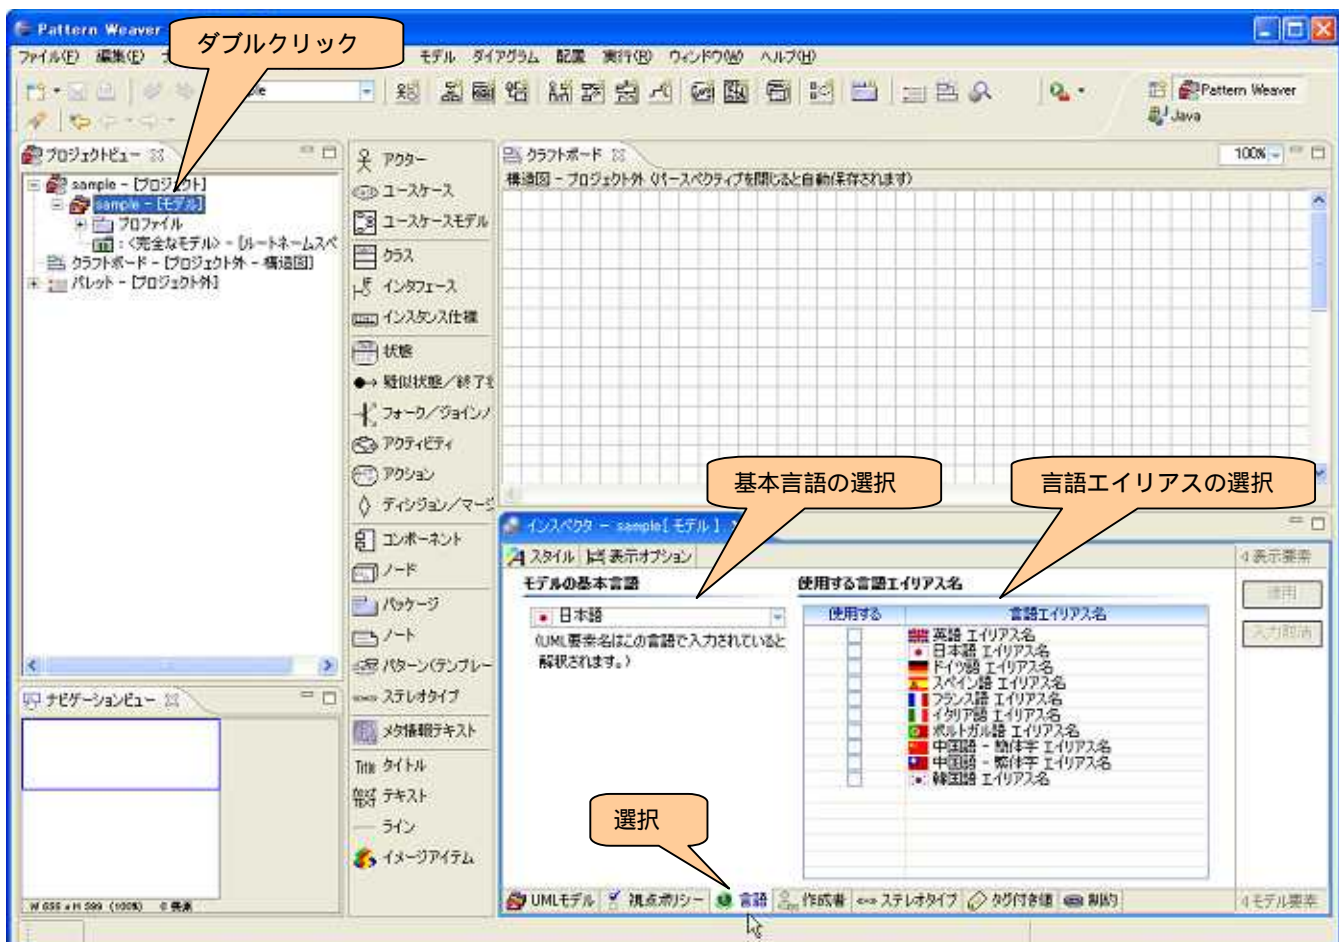 Pattern Weaver
ダブルクリック
ファイル(F) 編集(E) モデル ダイアグラム 配置 実行(R) ウィンドウ(W) ヘルプ(H)
Pattern Weaver
Java
プロジェクトビュー
sample - [プロジェクト]
sample - [モデル]
プロファイル
: <完全なモデル> - [ルートネームスペ
クラフトボード - [プロジェクト外 - 構造図]
パレット - [プロジェクト外]
アクター
ユースケース
ユースケースモデル
クラス
インタフェース
インスタンス仕様
状態
疑似状態/終了
フォーク/ジョイン/
アクティビティ
アクション
ディシジョン/マージ
コンポーネント
ノード
パッケージ
ノート
パターン(テンプレー
ステレオタイプ
メタ情報テキスト
Title タイトル
テキスト
ライン
イメージアイテム
クラフトボード
100%
構造図 - プロジェクト外 (パースペクティブを閉じると自動保存されます)
基本言語の選択
言語エイリアスの選択
インスペクタ - sample[ モデル ]
スタイル 表示オプション
表示要素
モデルの基本言語
日本語
(UML要素名はこの言語で入力されていると
解釈されます。)
使用する言語エイリアス名
使用する 言語エイリアス名
英語 エイリアス名
日本語 エイリアス名
ドイツ語 エイリアス名
スペイン語 エイリアス名
フランス語 エイリアス名
イタリア語 エイリアス名
ポルトガル語 エイリアス名
中国語 - 簡体字 エイリアス名
中国語 - 繁体字 エイリアス名
韓国語 エイリアス名
適用
入力取消
選択
UMLモデル 視点ポリシー 言語 作成者 ステレオタイプ タグ付き値 制約
モデル要素
ナビゲーションビュー
W 655 x H 599 (100%) 0 要素